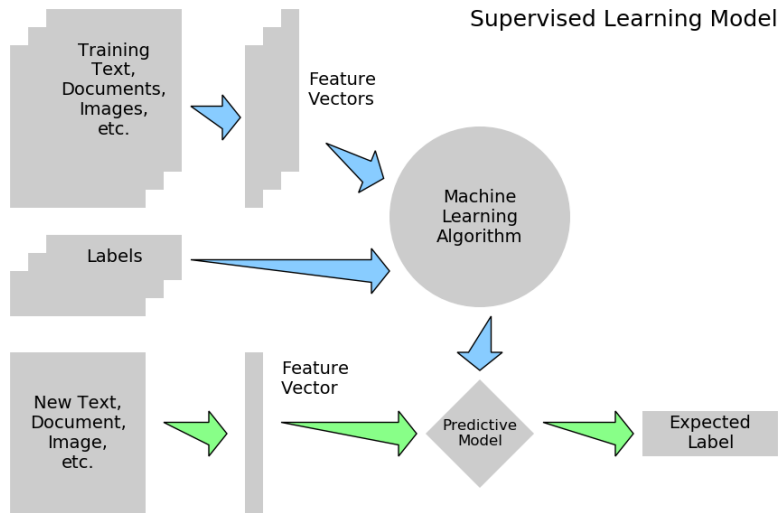 Supervised Learning Model
Training
Text,
Documents,
Images,
etc.
Feature
Vectors
Machine
Learning
Algorithm
Labels
New Text,
Document,
Image,
etc.
Feature
Vector
Predictive
Model
Expected
Label